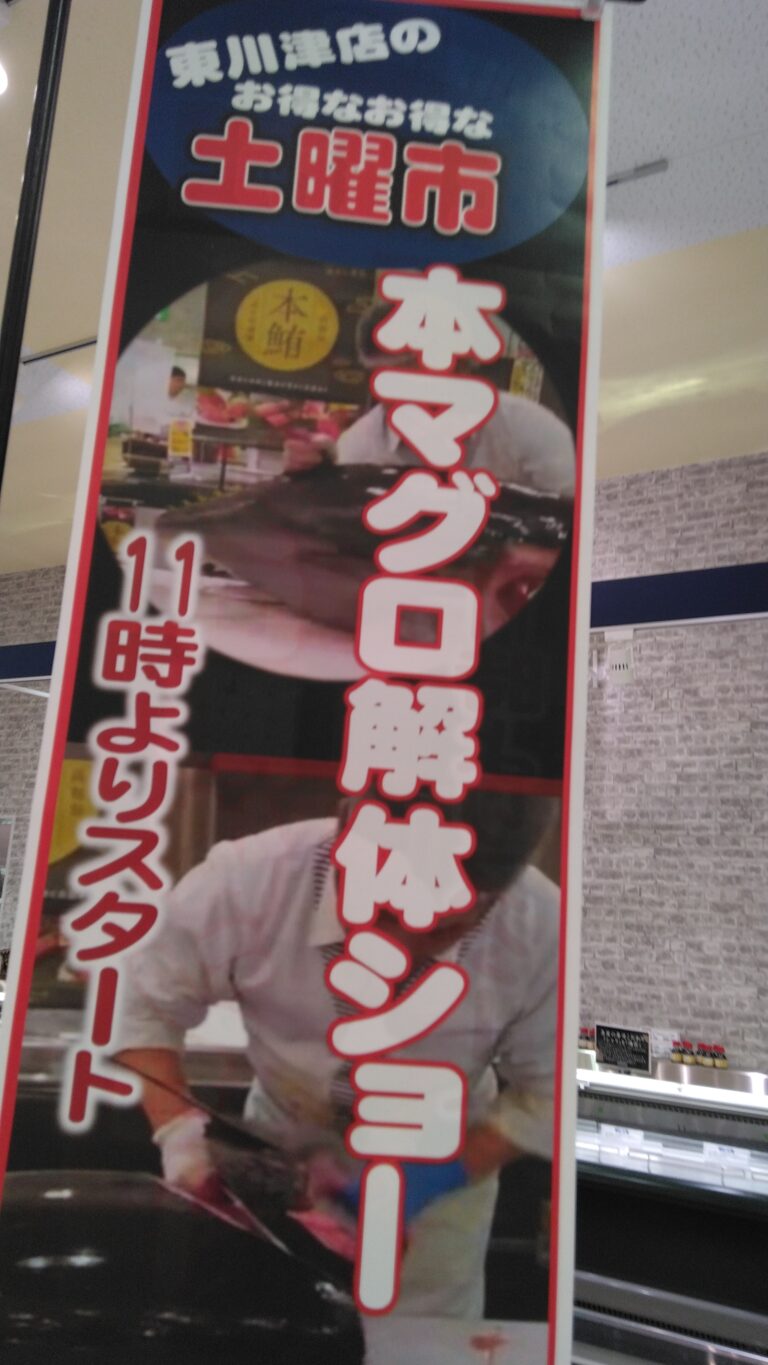 東川津店の
お得なお得な
土曜市
本マグロ解体ショー
11時よりスタート
本鮪